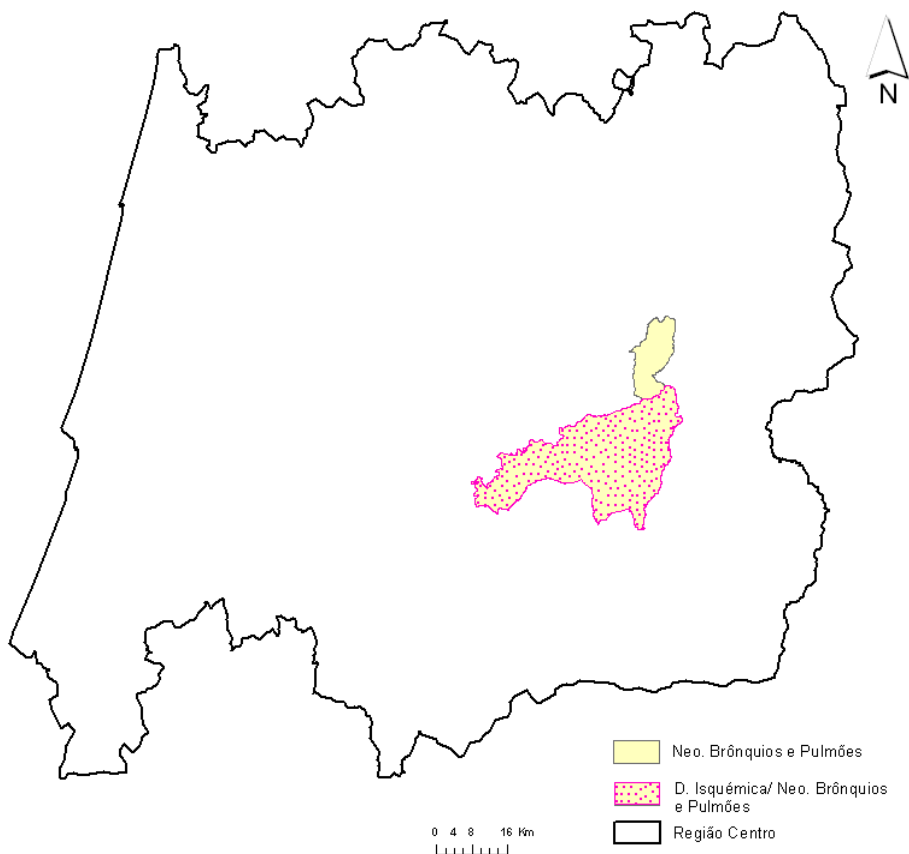 N
Neo. Brônquios e Pulmões
D. Isquémica/ Neo. Brônquios
e Pulmões
Região Centro
0 4 8 16 Km